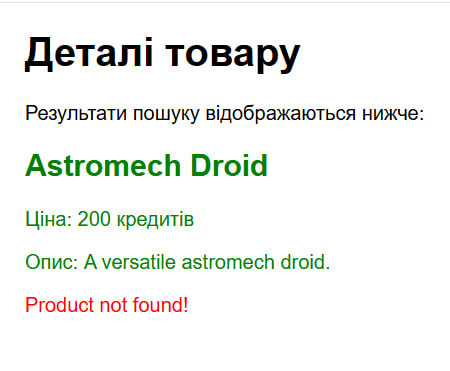 Деталі товару
Результати пошуку відображаються нижче:
Astromech Droid
Ціна: 200 кредитів
Опис: A versatile astromech droid.
Product not found!